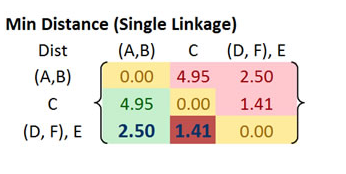 Min Distance (Single Linkage)
Dist (A,B) C (D, F), E
(A,B) 0.00 4.95 2.50
C 4.95 0.00 1.41
(D, F), E 2.50 1.41 0.00